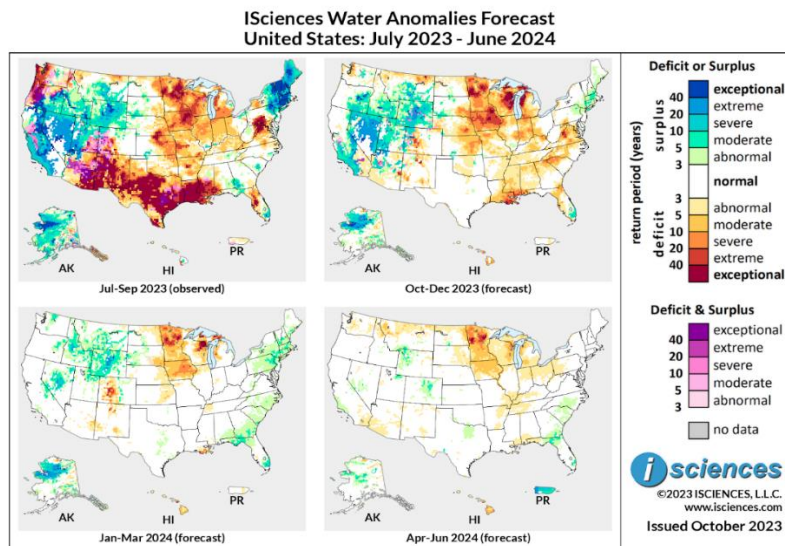 ISciences Water Anomalies Forecast
United States: July 2023 - June 2024
AK
HI
PR
Jul-Sep 2023 (observed)
AK
HI
PR
Oct-Dec 2023 (forecast)
AK
HI
PR
Jan-Mar 2024 (forecast)
AK
HI
PR
Apr-Jun 2024 (forecast)
Deficit or Surplus
return period (years)
surplus
deficit
exceptional
40
extreme
20
severe
10
moderate
5
abnormal
3
normal
3
abnormal
5
moderate
10
severe
20
extreme
40
exceptional
Deficit & Surplus
exceptional
40
extreme
20
severe
10
moderate
5
abnormal
3
no data
i sciences
©2023 ISCIENCES, L.L.C.
www.isciences.com
Issued October 2023